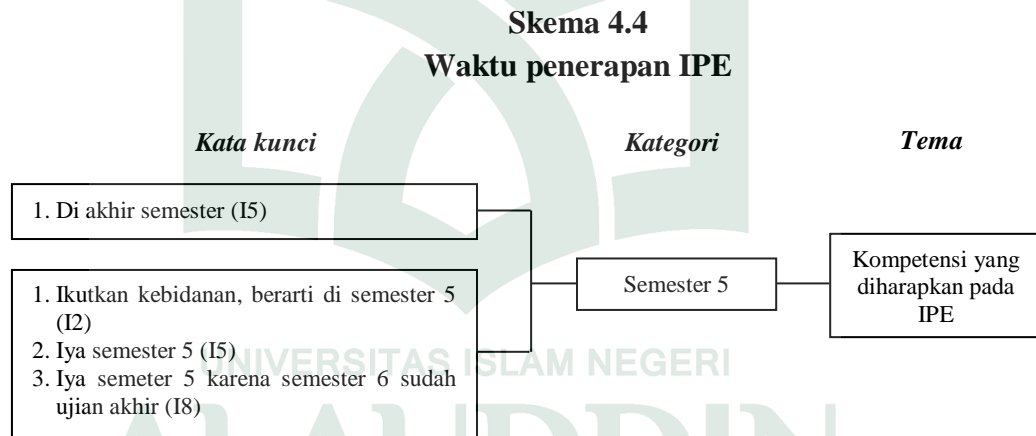 Skema 4.4
Waktu penerapan IPE
Kata kunci
Kategori
Tema
1. Di akhir semester (I5)
1. Ikutkan kebidanan, berarti di semester 5
(I2)
2. Iya semester 5 (I5)
3. Iya semeter 5 karena semester 6 sudah
ujian akhir (I8)
Semester 5
Kompetensi yang
diharapkan pada
IPE
UNIVERSITAS ISLAM NEGERI
ALAUDDIN